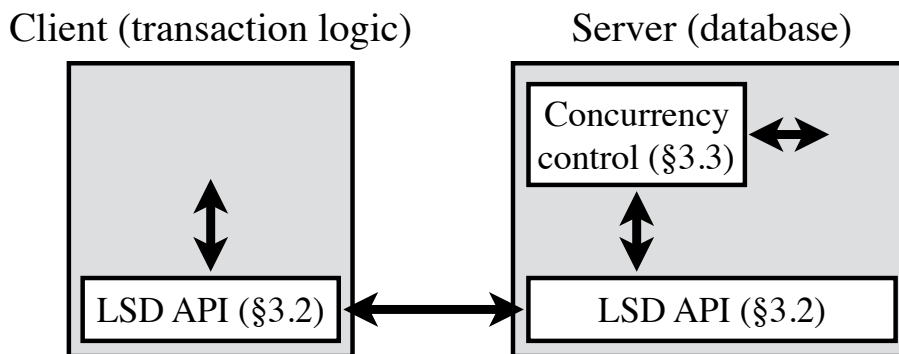 Client (transaction logic)
Server (database)
Concurrency
control (§3.3)
LSD API (§3.2)
LSD API (§3.2)